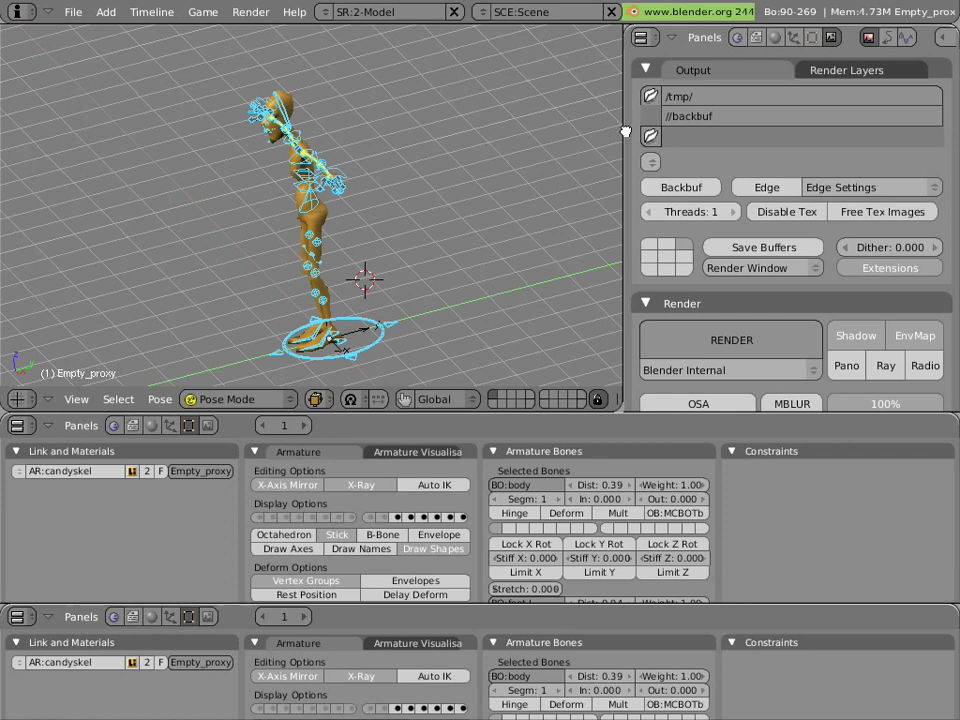 File Add Timeline Game Render Help SR:2-Model SCE:Scene www.blender.org 244 Bo:90-269 | Mem:4.73M Empty_prox
Panels
Output Render Layers
/tmp/
//backbuf
Backbuf Edge Edge Settings
Threads: 1 Disable Tex Free Tex Images
Save Buffers Dither: 0.000
Render Window Extensions
Render
RENDER Shadow EnvMap
Blender Internal Pano Ray Radio
OSA MBLUR 100%
z y
x
(1) Empty_proxy
View Select Pose Pose Mode Global
Panels 1
Link and Materials Armature Armature Visualisa Armature Bones Constraints
AR:candyskel 2 F Empty_proxy
Editing Options
X-Axis Mirror X-Ray Auto IK
Display Options
Octahedron Stick B-Bone Envelope
Draw Axes Draw Names Draw Shapes
Deform Options
Vertex Groups Envelopes
Rest Position Delay Deform
Selected Bones
BO:body Dist: 0.39 Weight: 1.00
Segm: 1 In: 0.000 Out: 0.000
Hinge Deform Mult OB:MCBOTb
Lock X Rot Lock Y Rot Lock Z Rot
Stiff X: 0.000 Stiff Y: 0.000 Stiff Z: 0.000
Limit X Limit Y Limit Z
Stretch: 0.000
Panels 1
Link and Materials Armature Armature Visualisa Armature Bones Constraints
AR:candyskel 2 F Empty_proxy
Editing Options
X-Axis Mirror X-Ray Auto IK
Display Options
Selected Bones
BO:body Dist: 0.39 Weight: 1.00
Segm: 1 In: 0.000 Out: 0.000
Hinge Deform Mult OB:MCBOTb